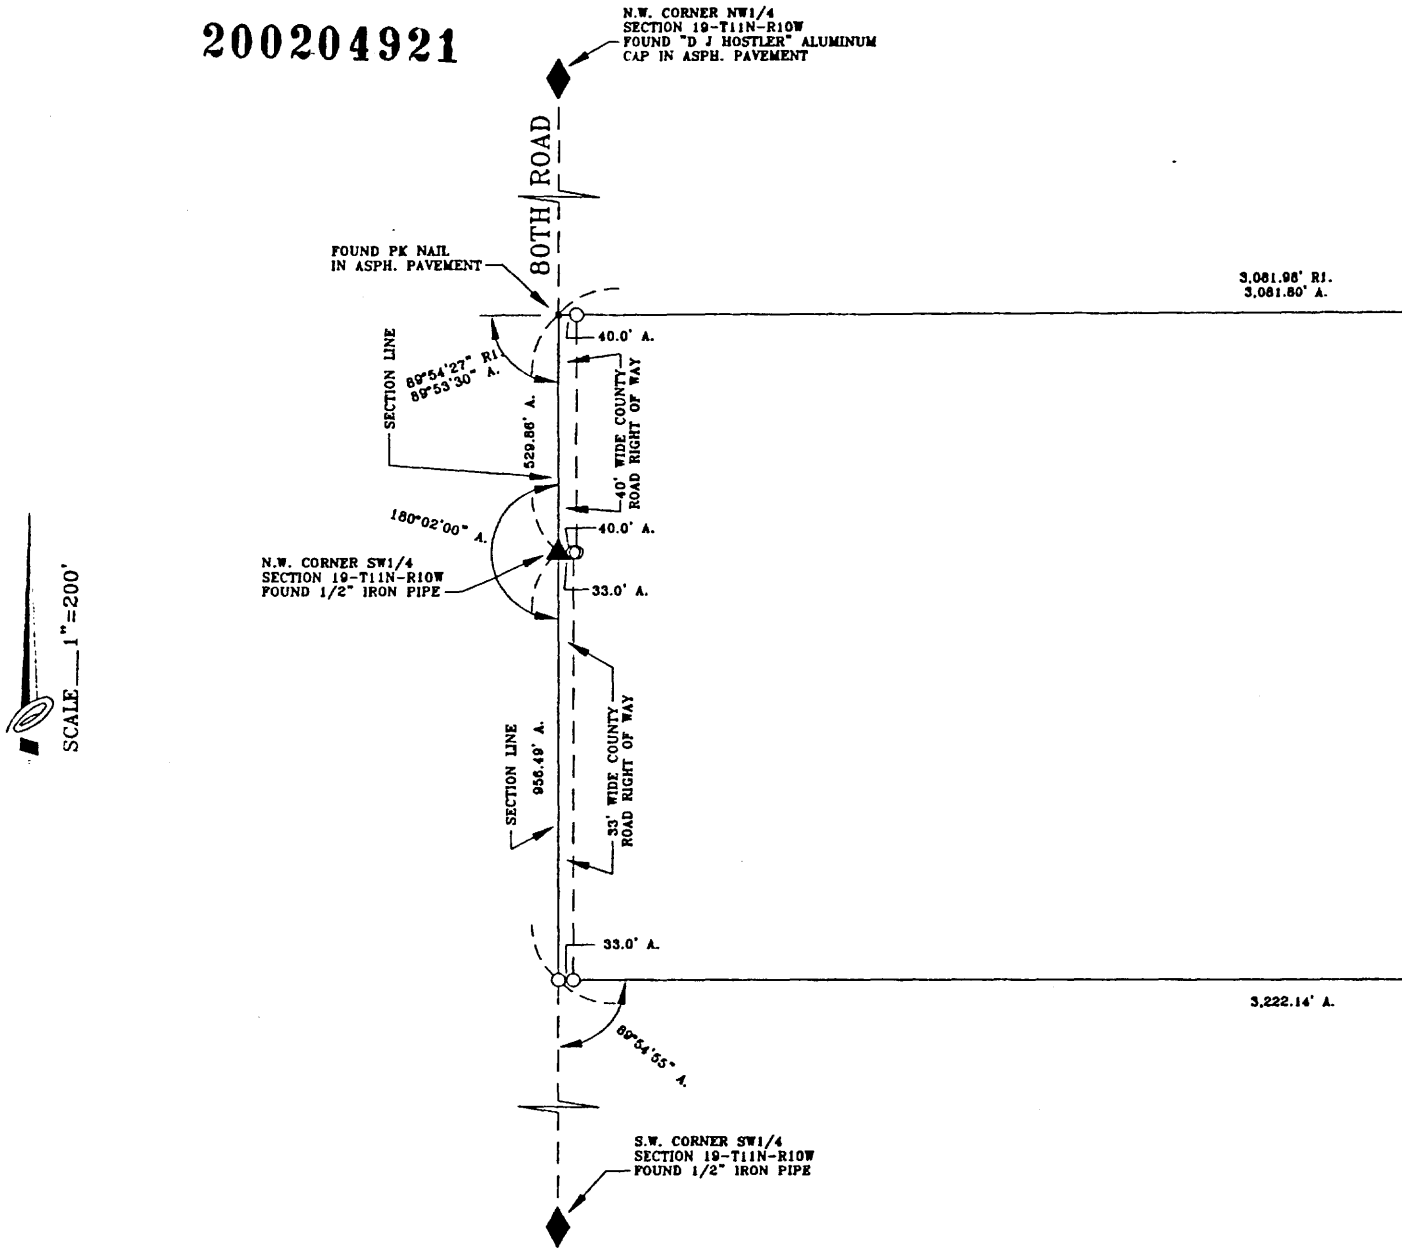 200204921
N.W. CORNER NW1/4
SECTION 19-T11N-R10W
FOUND "D J HOSTLER" ALUMINUM
CAP IN ASPH. PAVEMENT
80TH ROAD
FOUND PK NAIL
IN ASPH. PAVEMENT
3,081.98' R1.
3,081.80' A.
40.0' A.
SECTION LINE
89°54'27" R1.
89°53'30" A.
529.86' A.
40' WIDE COUNTY
ROAD RIGHT OF WAY
180°02'00" A.
40.0' A.
N.W. CORNER SW1/4
SECTION 19-T11N-R10W
FOUND 1/2" IRON PIPE
33.0' A.
SCALE 1"=200'
SECTION LINE
956.49' A.
33' WIDE COUNTY
ROAD RIGHT OF WAY
33.0' A.
3,222.14' A.
89°54'55" A.
S.W. CORNER SW1/4
SECTION 19-T11N-R10W
FOUND 1/2" IRON PIPE